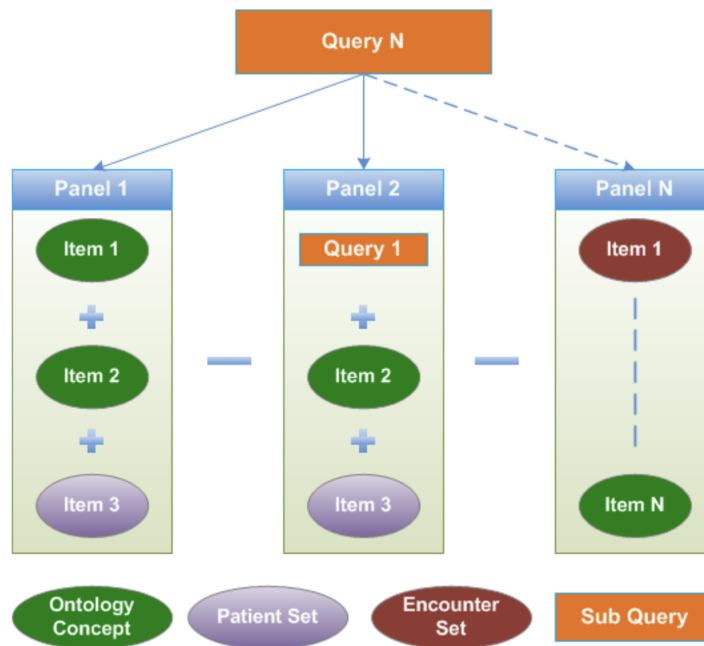 Query N
Panel 1
Panel 2
Panel N
Item 1
Query 1
Item 1
+
+
Item 2
Item 2
+
+
Item 3
Item 3
Item N
Ontology
Concept
Patient Set
Encounter
Set
Sub Query